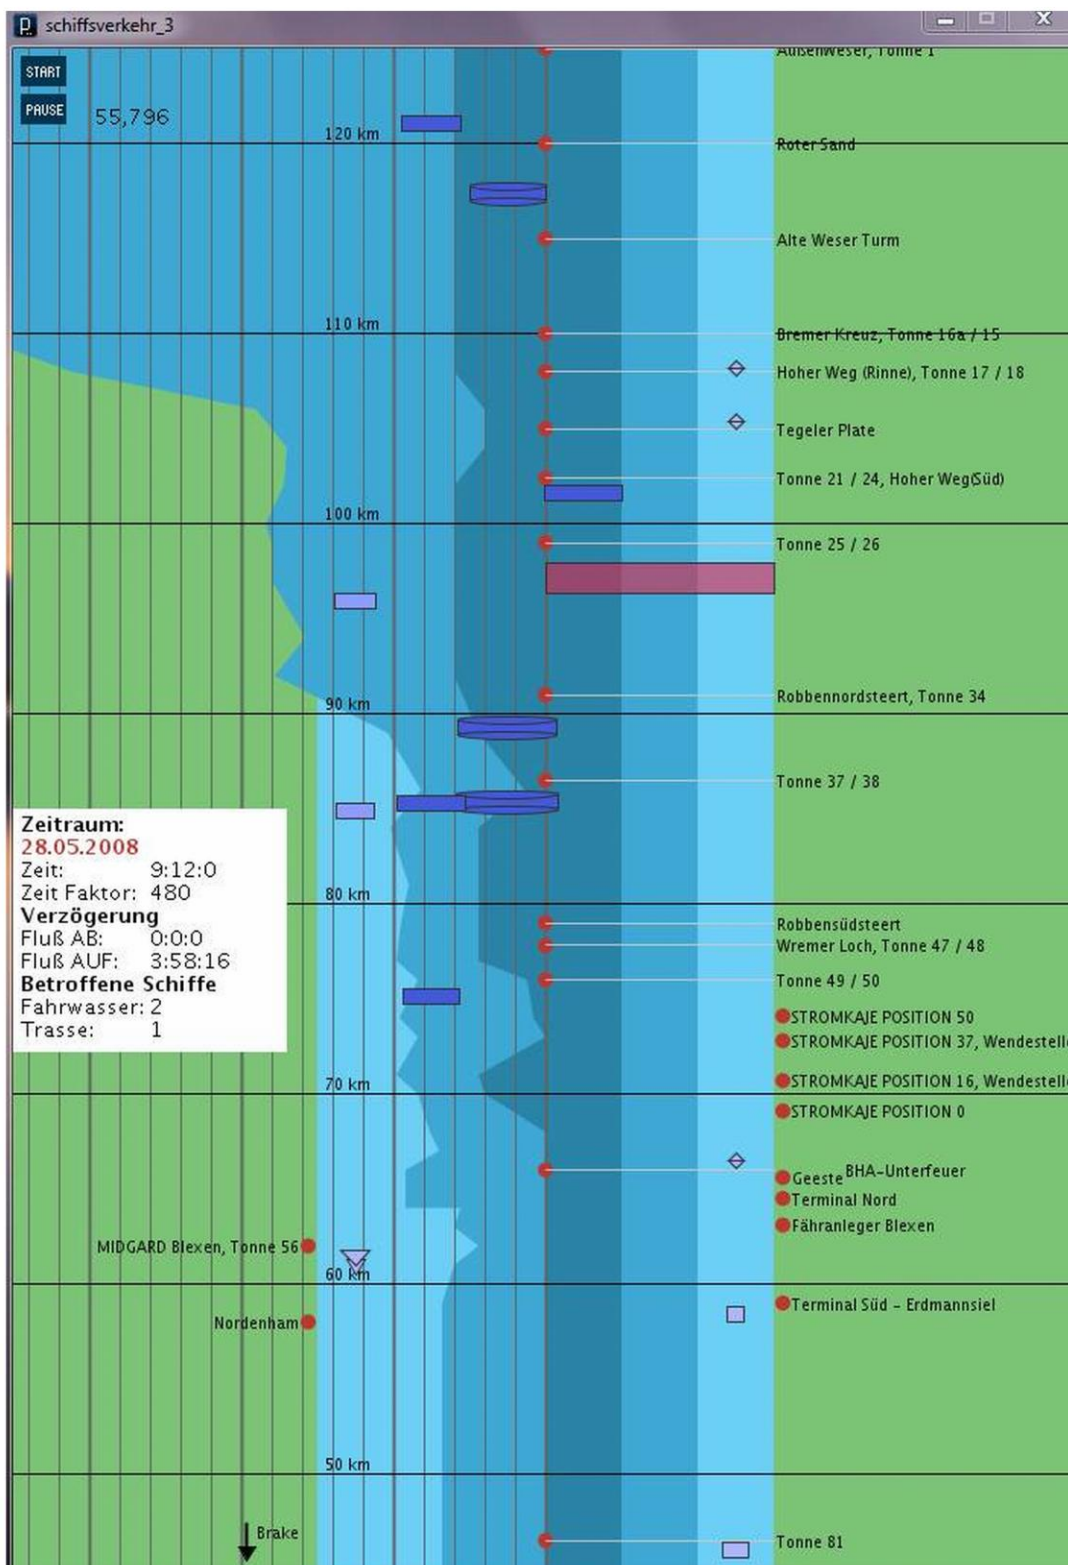 schiffsverkehr_3
START
PAUSE
55,796
Außenweser, Tonne 1
120 km
Roter Sand
Alte Weser Turm
110 km
Bremer Kreuz, Tonne 16a / 15
Hoher Weg (Rinne), Tonne 17 / 18
Tegeler Plate
Tonne 21 / 24, Hoher Weg(Süd)
100 km
Tonne 25 / 26
Robbennordsteert, Tonne 34
90 km
Tonne 37 / 38
Zeitraum:
28.05.2008
Zeit: 9:12:0
Zeit Faktor: 480
Verzögerung
Fluß AB: 0:0:0
Fluß AUF: 3:58:16
Betroffene Schiffe
Fahrwasser: 2
Trasse: 1
80 km
Robbensüdsteert
Wremer Loch, Tonne 47 / 48
Tonne 49 / 50
STROMKAJE POSITION 50
STROMKAJE POSITION 37, Wendestelle
70 km
STROMKAJE POSITION 16, Wendestelle
STROMKAJE POSITION 0
BHA-Unterfeuer
Geeste
Terminal Nord
Fähranleger Blexen
MIDGARD Blexen, Tonne 56
60 km
Terminal Süd - Erdmannsiel
Nordenham
50 km
Brake
Tonne 81